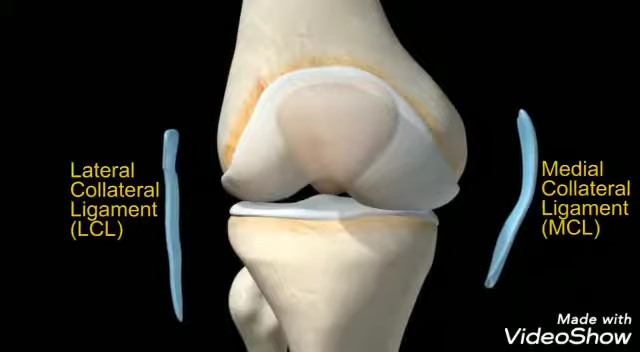 Lateral
Collateral
Ligament
(LCL)
Medial
Collateral
Ligament
(MCL)
Made with
VideoShow